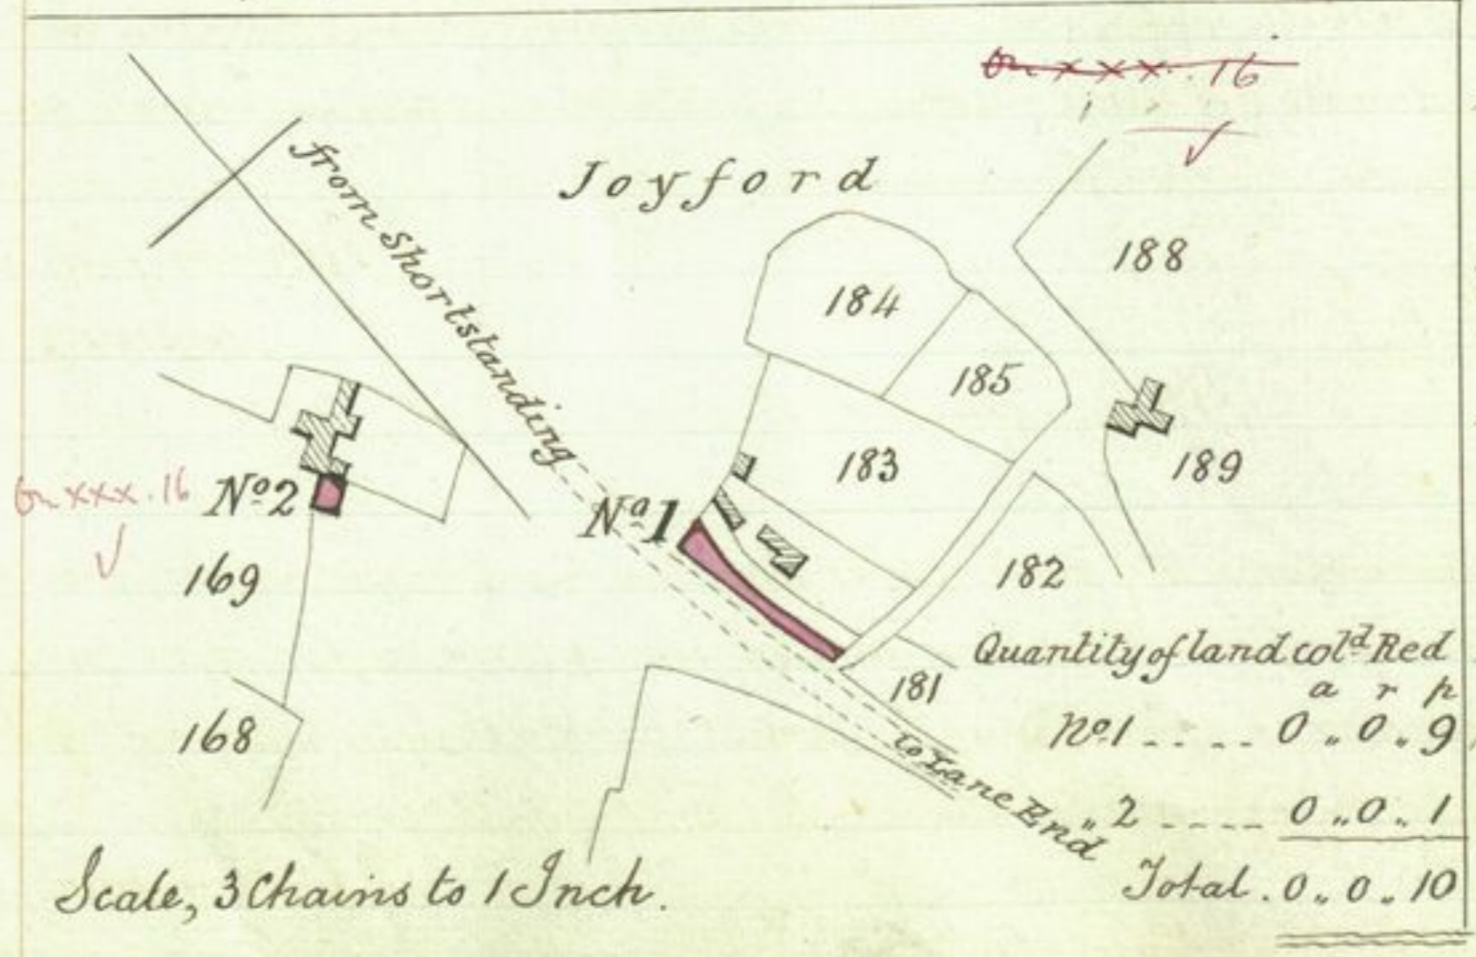 On xxx. 16
Joyford
from Shortstanding
188
184
185
183
189
On xxx. 16
No. 2
No. 1
169
182
181
168
to Lane End
Quantity of land cold. Red
a r p
No. 1 .... 0 ,, 0 ,, 9
,, 2 ..... 0 ,, 0 ,, 1
Total. 0 ,, 0 ,, 10
Scale, 3 Chains to 1 Inch.